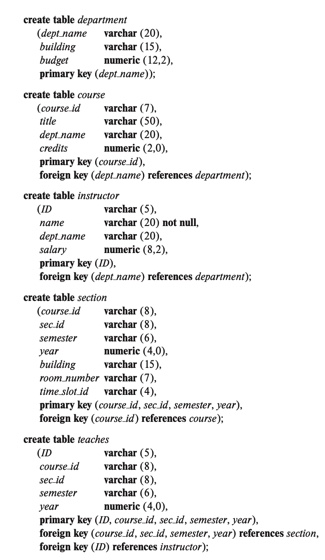 create table department
(dept_name varchar (20),
building varchar (15),
budget numeric (12,2),
primary key (dept_name));
create table course
(course_id varchar (7),
title varchar (50),
dept_name varchar (20),
credits numeric (2,0),
primary key (course_id),
foreign key (dept_name) references department);
create table instructor
(ID varchar (5),
name varchar (20) not null,
dept_name varchar (20),
salary numeric (8,2),
primary key (ID),
foreign key (dept_name) references department);
create table section
(course_id varchar (8),
sec_id varchar (8),
semester varchar (6),
year numeric (4,0),
building varchar (15),
room_number varchar (7),
time_slot_id varchar (4),
primary key (course_id, sec_id, semester, year),
foreign key (course_id) references course);
create table teaches
(ID varchar (5),
course_id varchar (8),
sec_id varchar (8),
semester varchar (6),
year numeric (4,0),
primary key (ID, course_id, sec_id, semester, year),
foreign key (course_id, sec_id, semester, year) references section,
foreign key (ID) references instructor);